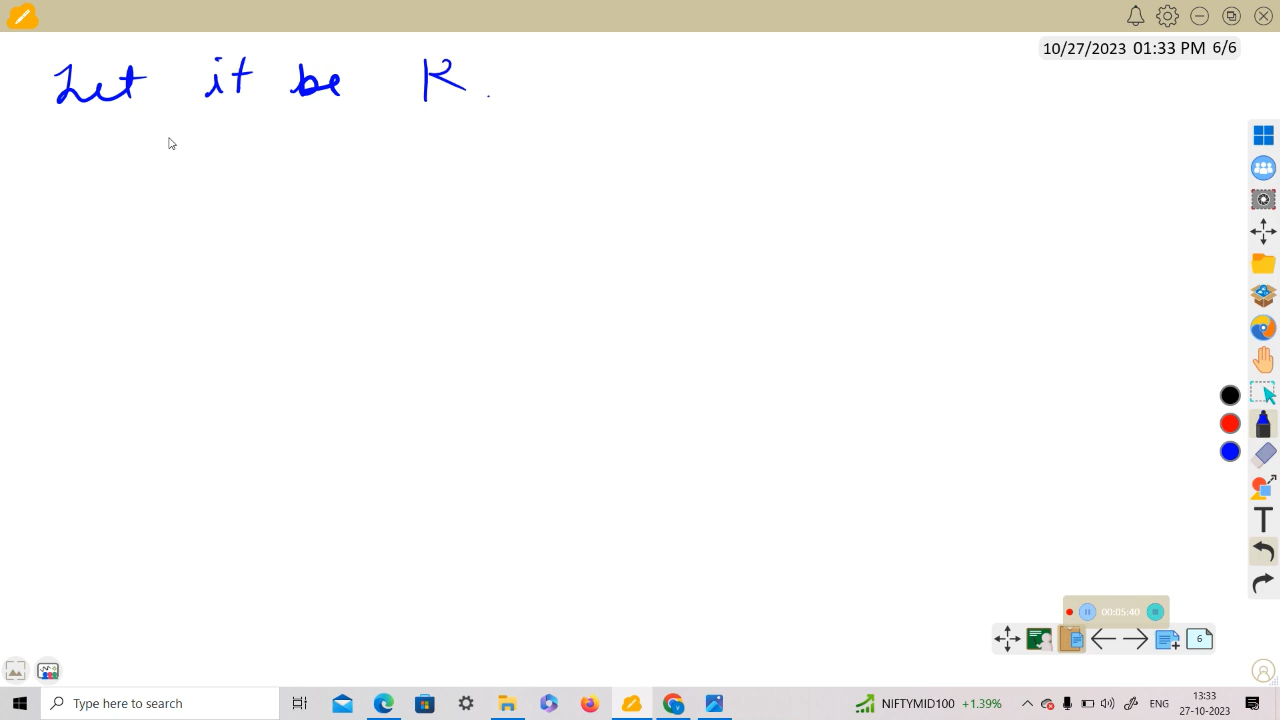 10/27/2023 01:33 PM 6/6
Let it be K.
00:05:40
6
Type here to search
NIFTYMID100 +1.39%
ENG
13:33
27-10-2023